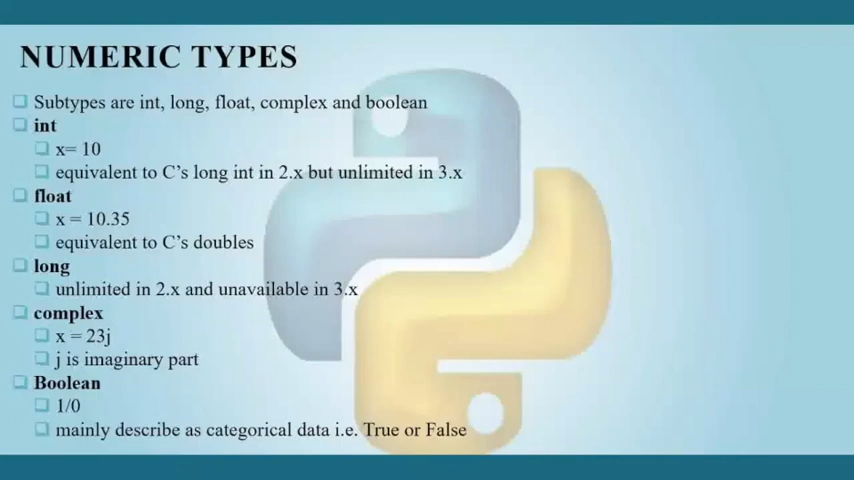 NUMERIC TYPES
Subtypes are int, long, float, complex and boolean
int
x= 10
equivalent to C's long int in 2.x but unlimited in 3.x
float
x = 10.35
equivalent to C's doubles
long
unlimited in 2.x and unavailable in 3.x
complex
x = 23j
j is imaginary part
Boolean
1/0
mainly describe as categorical data i.e. True or False